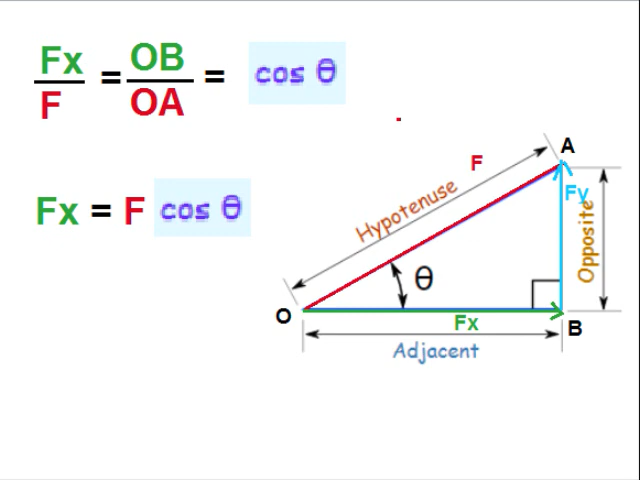 Fx/F = OB/OA = cos θ
Fx = F cos θ
A
F
Fy
Hypotenuse
Opposite
θ
O
Fx
B
Adjacent